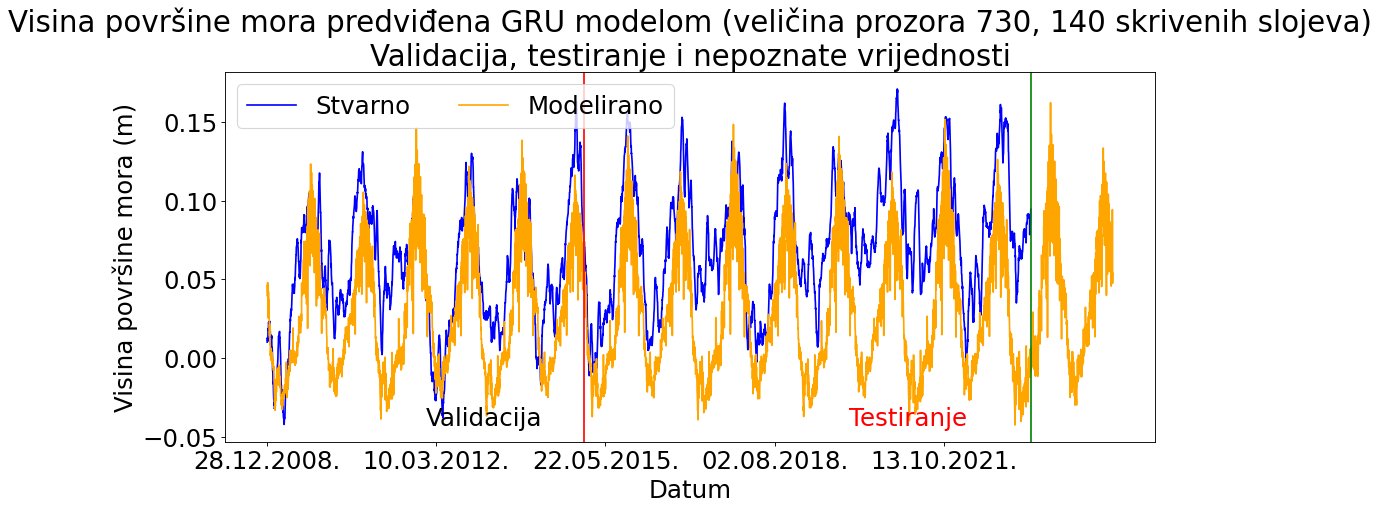 Visina površine mora predviđena GRU modelom (veličina prozora 730, 140 skrivenih slojeva)
Validacija, testiranje i nepoznate vrijednosti
Stvarno
Modelirano
Visina površine mora (m)
0.15
0.10
0.05
0.00
−0.05
Validacija
Testiranje
28.12.2008.
10.03.2012.
22.05.2015.
02.08.2018.
13.10.2021.
Datum